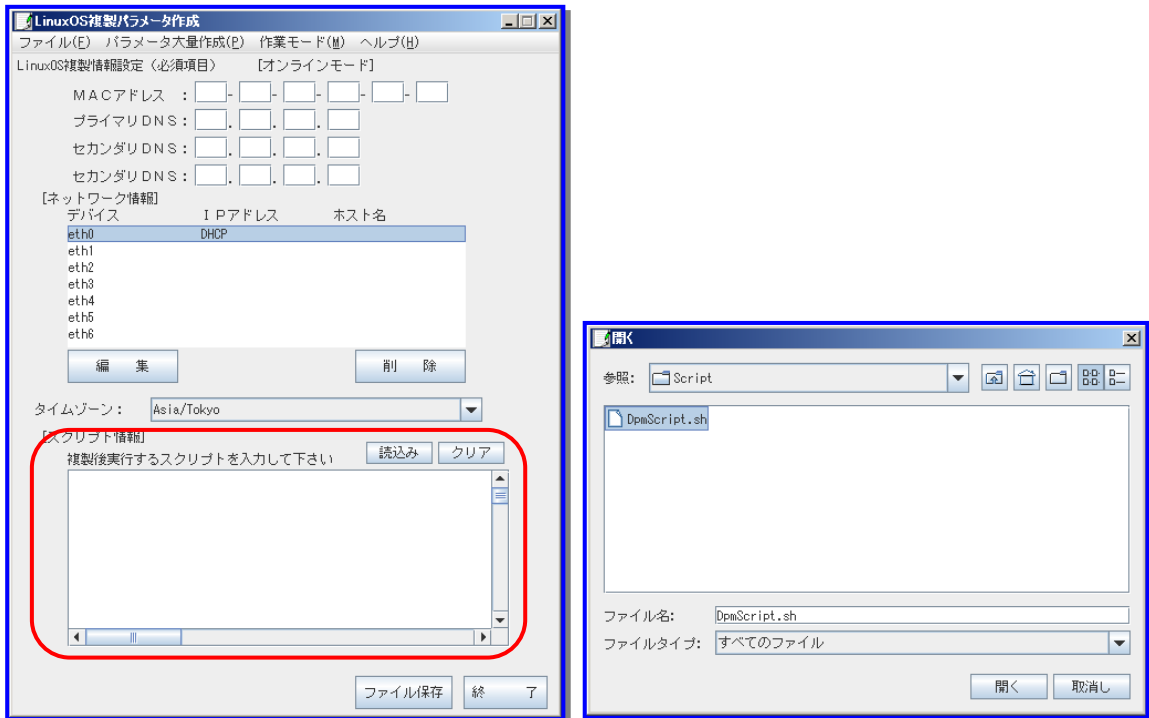 LinuxOS複製パラメータ作成
ファイル(F) パラメータ大量作成(P) 作業モード(M) ヘルプ(H)
LinuxOS複製情報設定（必須項目） [オンラインモード]
ＭＡＣアドレス ： - - - - -
プライマリＤＮＳ： . . .
セカンダリＤＮＳ： . . .
セカンダリＤＮＳ： . . .
[ネットワーク情報]
デバイス ＩＰアドレス ホスト名
eth0 DHCP
eth1
eth2
eth3
eth4
eth5
eth6
編 集 削 除
タイムゾーン： Asia/Tokyo
[スクリプト情報]
複製後実行するスクリプトを入力して下さい 読込み クリア
ファイル保存 終 了
開く
参照: Script
DpmScript.sh
ファイル名: DpmScript.sh
ファイルタイプ: すべてのファイル
開く 取消し